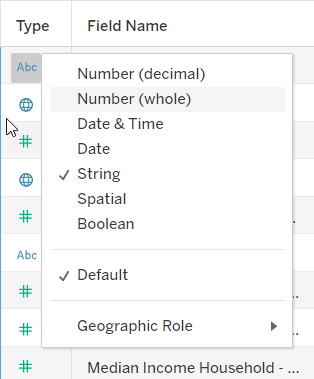 Type Field Name
Abc
Number (decimal)
Number (whole)
Date & Time
Date
String
Spatial
Boolean
Abc
Default
Geographic Role
Median Income Household - ...